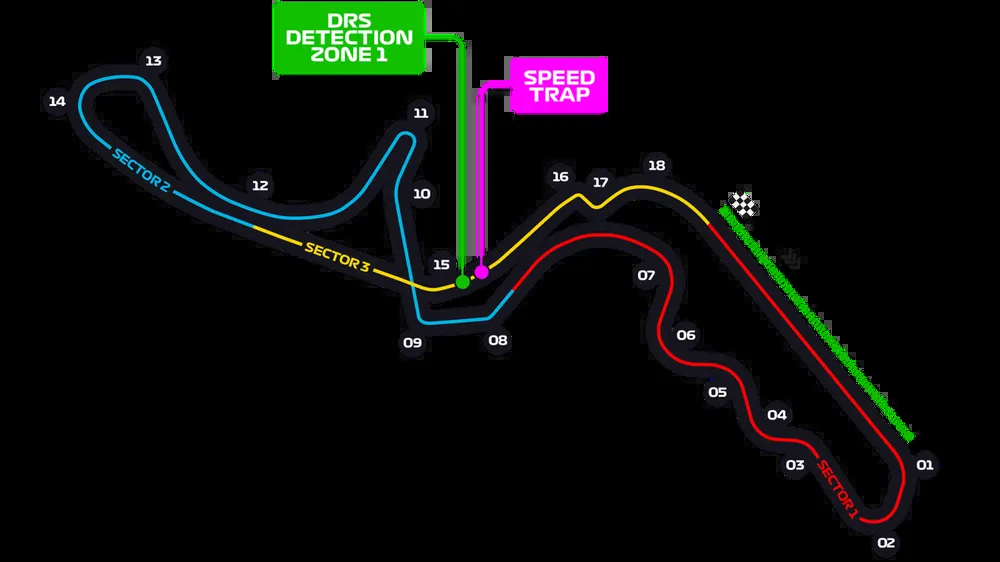 DRS
DETECTION
ZONE 1
SPEED
TRAP
13
14
11
SECTOR 2
12
10
16
17
18
SECTOR 3
15
07
09
08
06
05
04
03
SECTOR 1
01
02